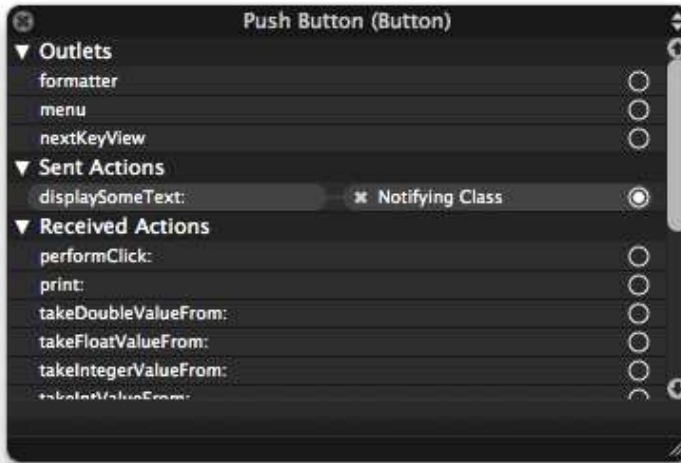 Push Button (Button)
▼ Outlets
formatter
menu
nextKeyView
▼ Sent Actions
displaySomeText: ✖ Notifying Class
▼ Received Actions
performClick:
print:
takeDoubleValueFrom:
takeFloatValueFrom:
takeIntegerValueFrom:
takeIntValueFrom: